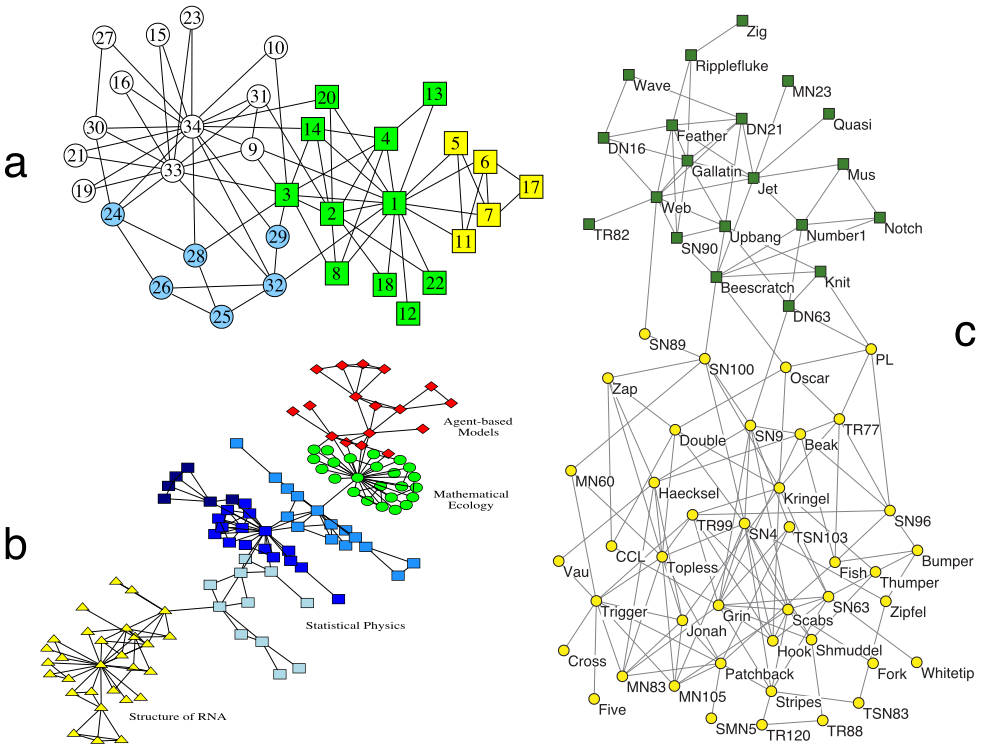 a
27
15
23
10
16
31
20
13
30
34
14
4
5
21
33
9
6
19
3
2
1
17
7
24
29
11
28
8
26
32
18
22
25
12
b
Agent-based
Models
Mathematical
Ecology
Statistical Physics
Structure of RNA
c
Zig
Ripplefluke
Wave
MN23
Feather
DN21
Quasi
DN16
Gallatin
Jet
Mus
Web
TR82
SN90
Upbang
Number1
Notch
Beescratch
Knit
DN63
SN89
SN100
Oscar
PL
Zap
Double
SN9
Beak
TR77
MN60
Haecksel
Kringel
TR99
SN4
TSN103
SN96
CCL
Topless
Fish
Bumper
Vau
Thumper
Trigger
Grin
Scabs
SN63
Zipfel
Jonah
Hook
Shmuddel
Cross
Patchback
Fork
Whitetip
MN83
MN105
Stripes
Five
TSN83
SMN5
TR120
TR88